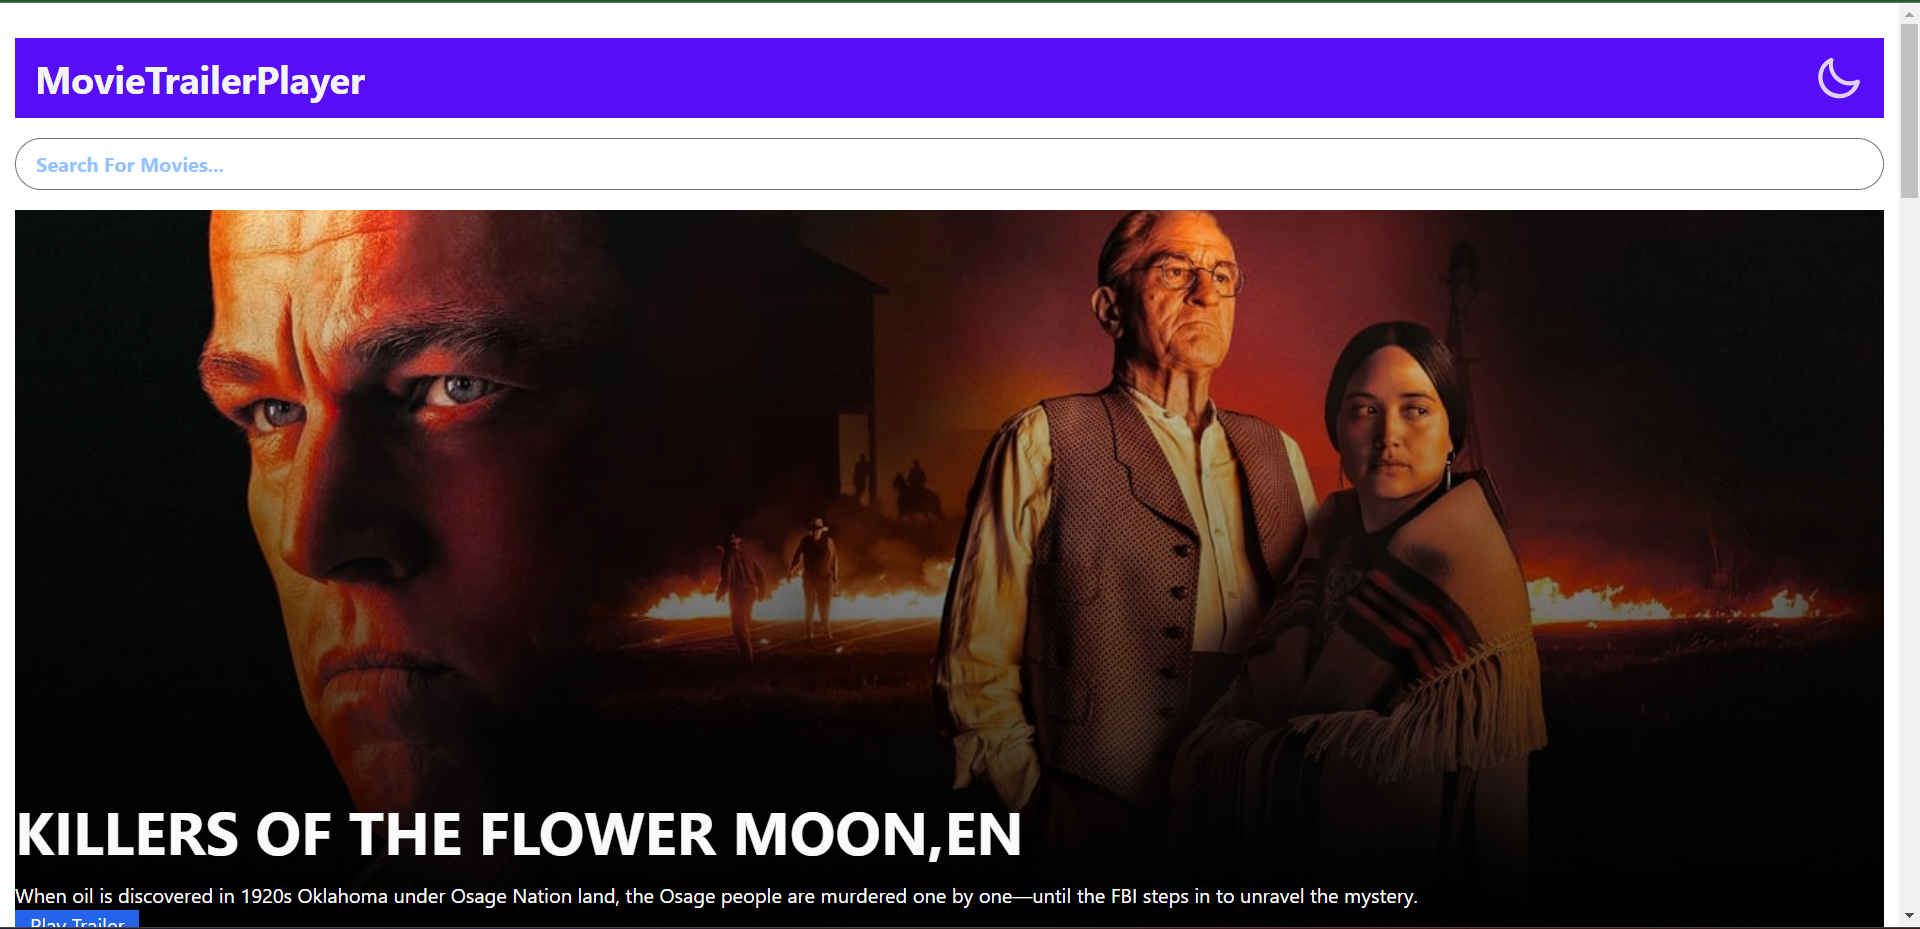 MovieTrailerPlayer
Search For Movies...
KILLERS OF THE FLOWER MOON,EN
When oil is discovered in 1920s Oklahoma under Osage Nation land, the Osage people are murdered one by one—until the FBI steps in to unravel the mystery.
Play Trailer